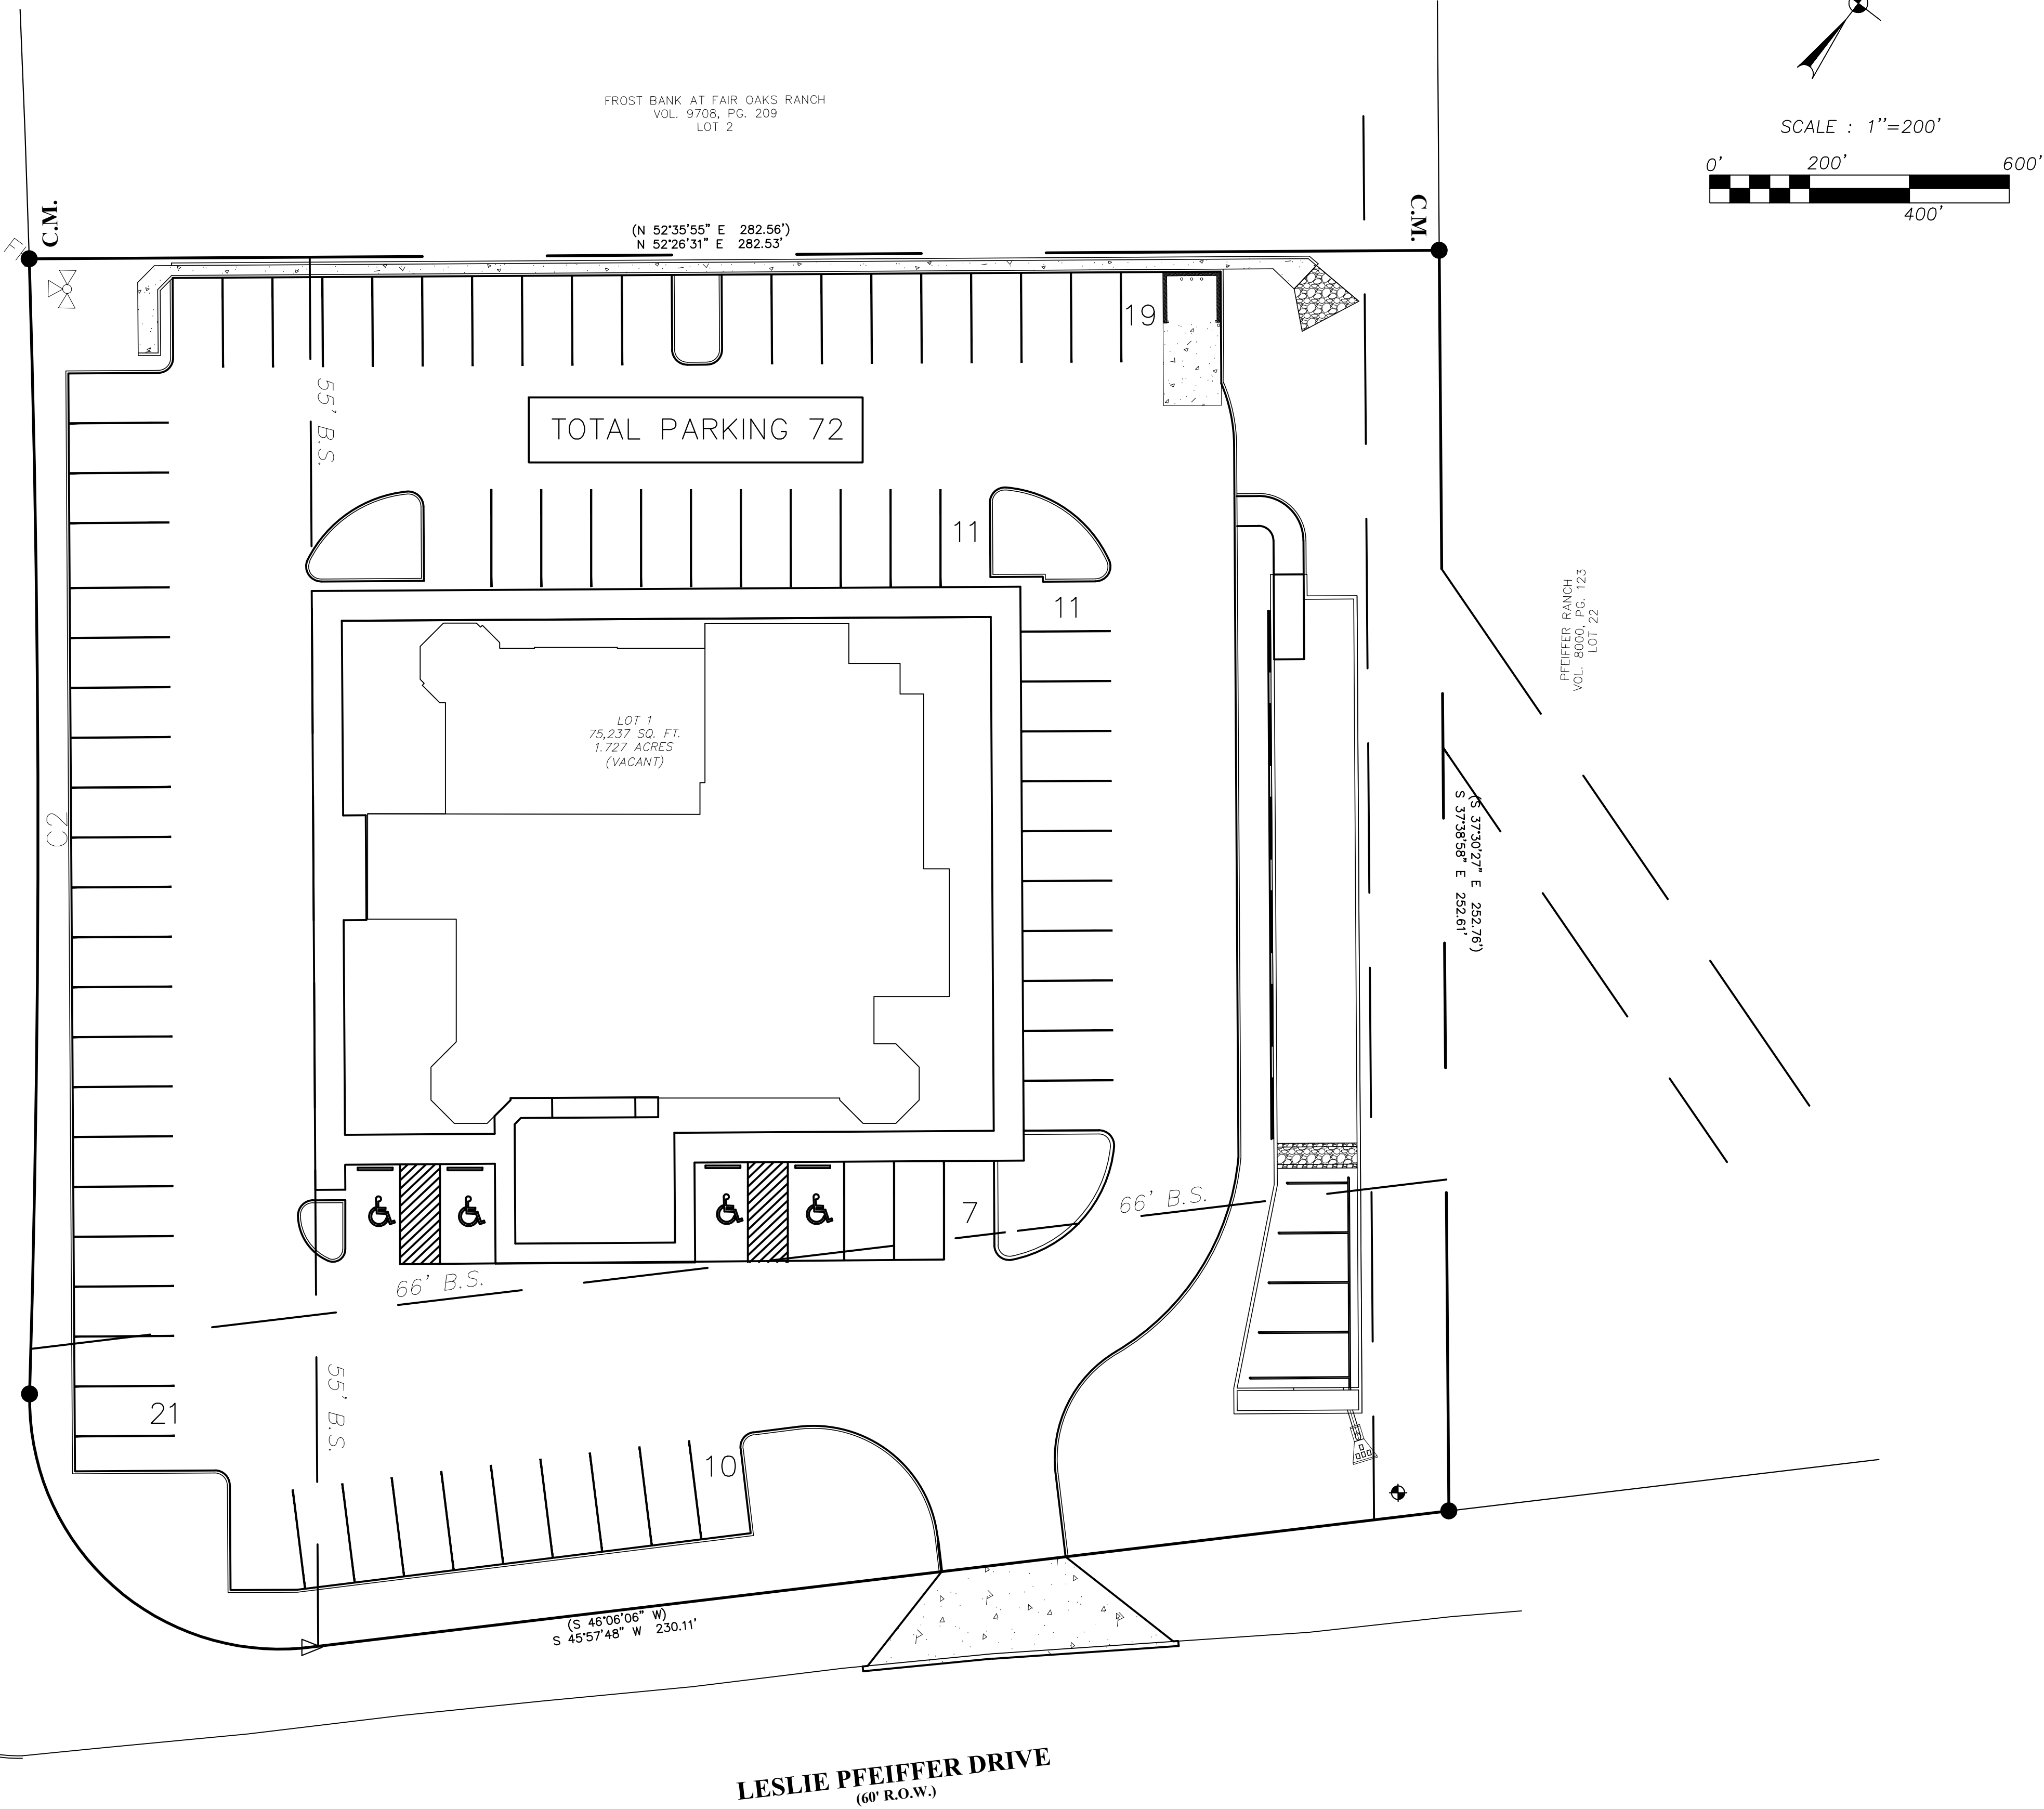 FROST BANK AT FAIR OAKS RANCH
VOL. 9708, PG. 209
LOT 2
SCALE : 1"=200'
0'
200'
600'
400'
C.M.
C.M.
(N 52°35'55" E 282.56')
N 52°26'31" E 282.53'
19
55' B.S.
TOTAL PARKING 72
11
11
PFEIFFER RANCH
VOL. 8000, PG. 123
LOT 22
LOT 1
75,237 SQ. FT.
1.727 ACRES
(VACANT)
C2
(S 37°30'27" E 252.76')
S 37°38'58" E 252.61'
7
66' B.S.
66' B.S.
55' B.S.
21
10
(S 46°06'06" W)
S 45°57'48" W 230.11'
LESLIE PFEIFFER DRIVE
(60' R.O.W.)